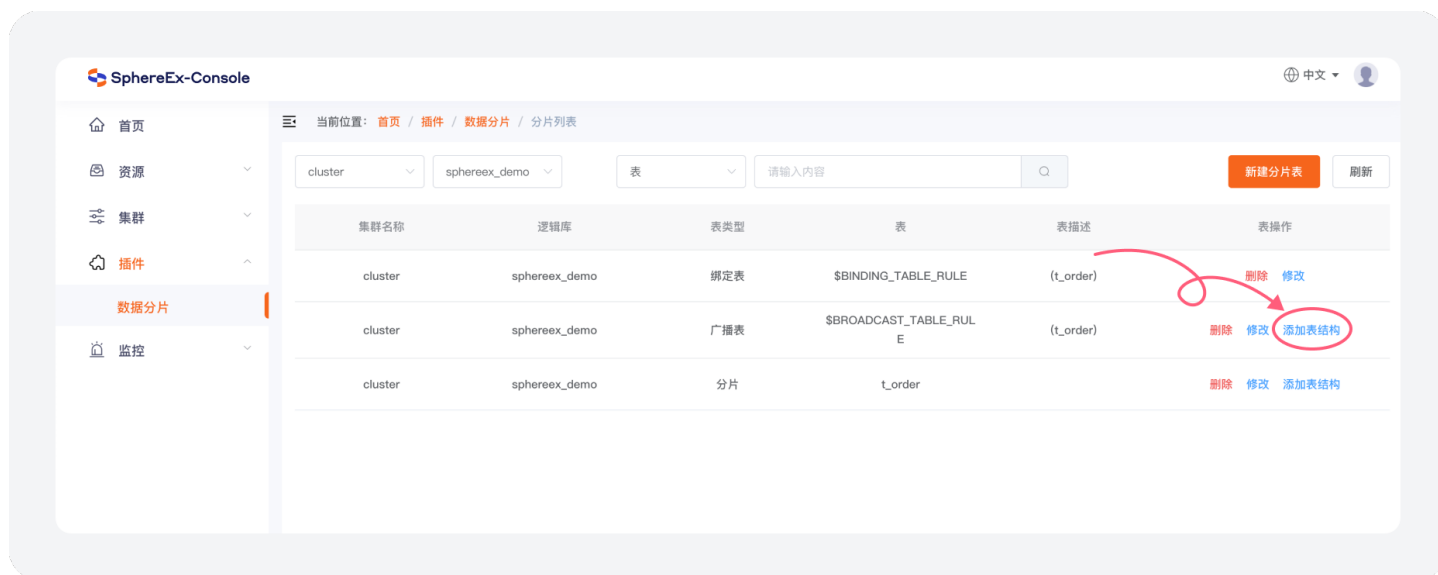 SphereEx-Console
中文
首页
资源
集群
插件
数据分片
监控
当前位置: 首页 / 插件 / 数据分片 / 分片列表
cluster sphereex_demo 表 请输入内容 新建分片表 刷新
集群名称 逻辑库 表类型 表 表描述 表操作
cluster sphereex_demo 绑定表 $BINDING_TABLE_RULE (t_order) 删除 修改
cluster sphereex_demo 广播表 $BROADCAST_TABLE_RUL
E (t_order) 删除 修改 添加表结构
cluster sphereex_demo 分片 t_order 删除 修改 添加表结构